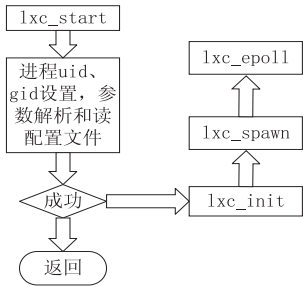 lxc_start
进程uid、
gid设置，参
数解析和读
配置文件
成功
返回
lxc_epoll
lxc_spawn
lxc_init